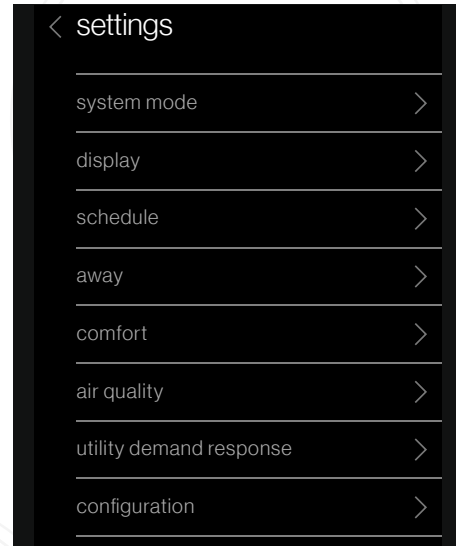 settings
system mode
display
schedule
away
comfort
air quality
utility demand response
configuration